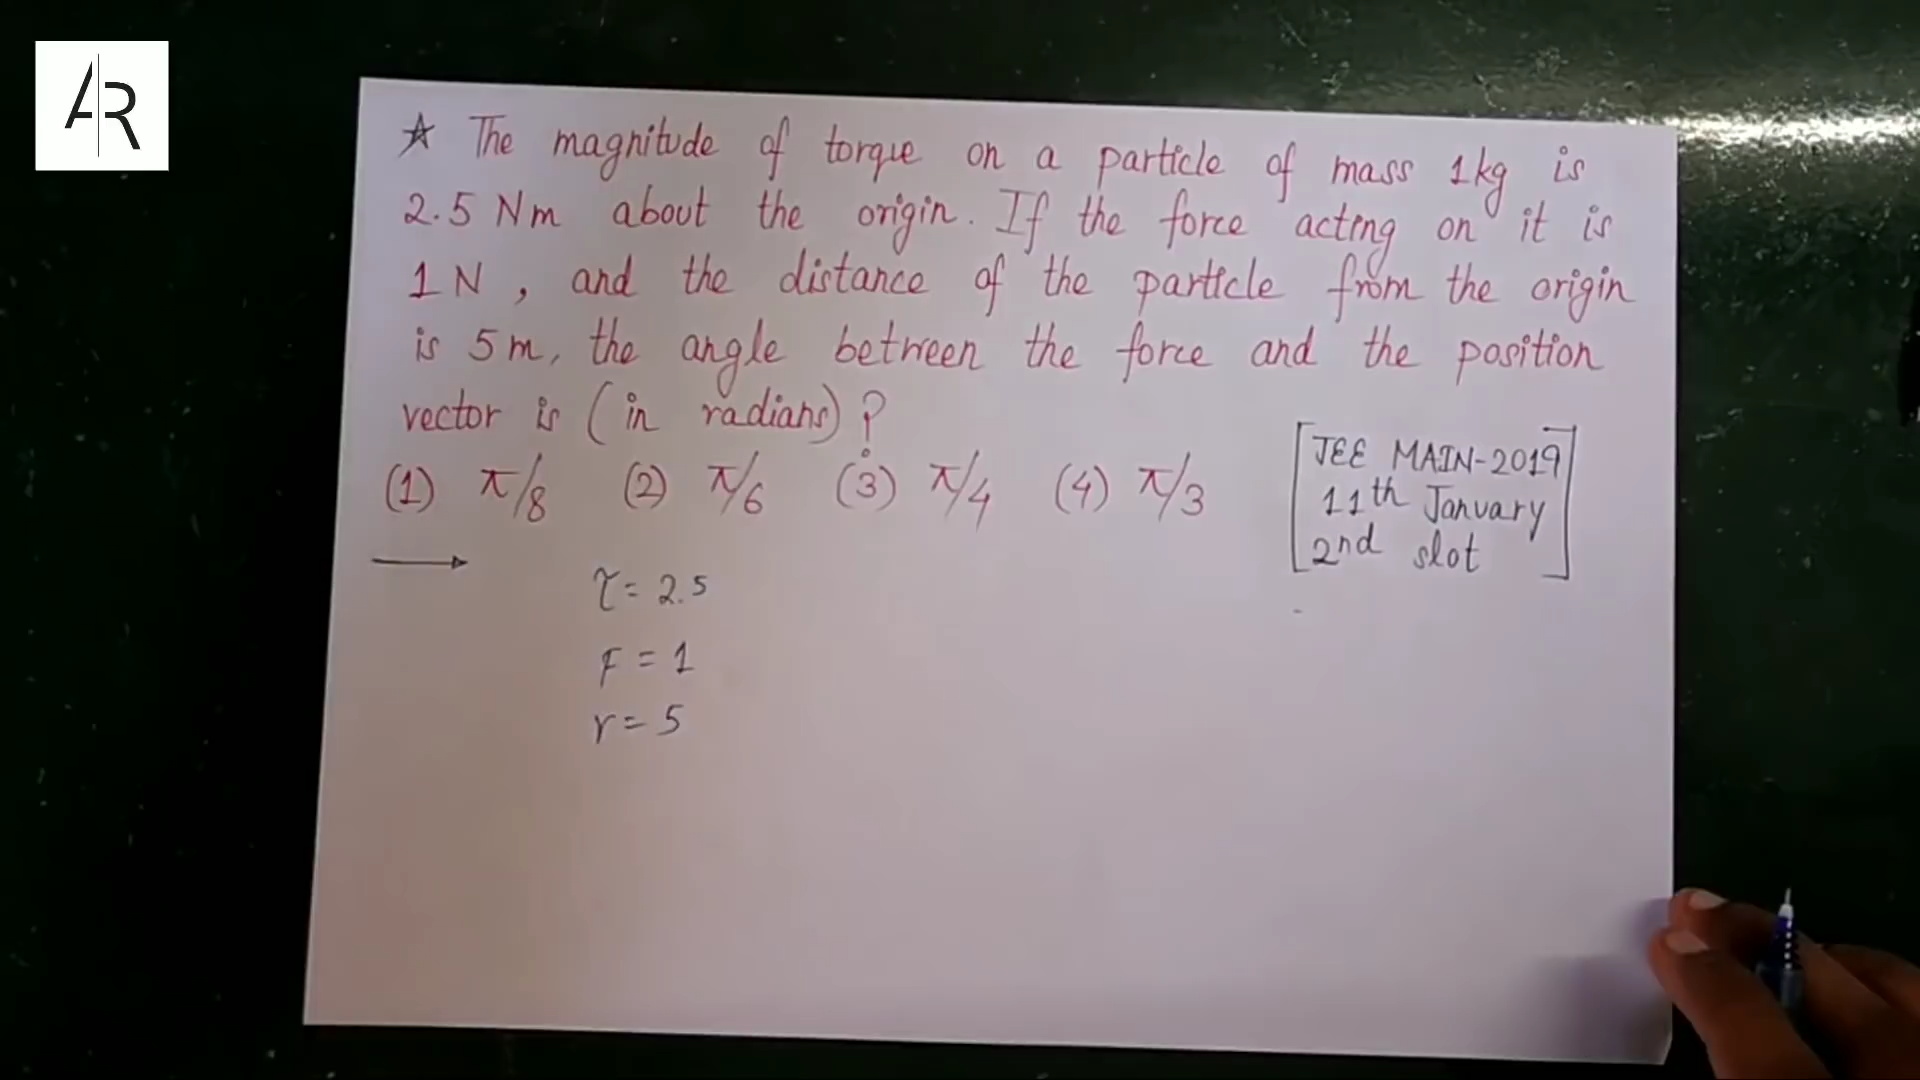 AR
☆ The magnitude of torque on a particle of mass 1kg is
2.5 Nm about the origin. If the force acting on it is
1 N , and the distance of the particle from the origin
is 5m, the angle between the force and the position
vector is (in radians)?
(1) π/8 (2) π/6 (3) π/4 (4) π/3
[JEE MAIN-2019
11th January
2nd slot]
→
τ = 2.5
F = 1
r = 5